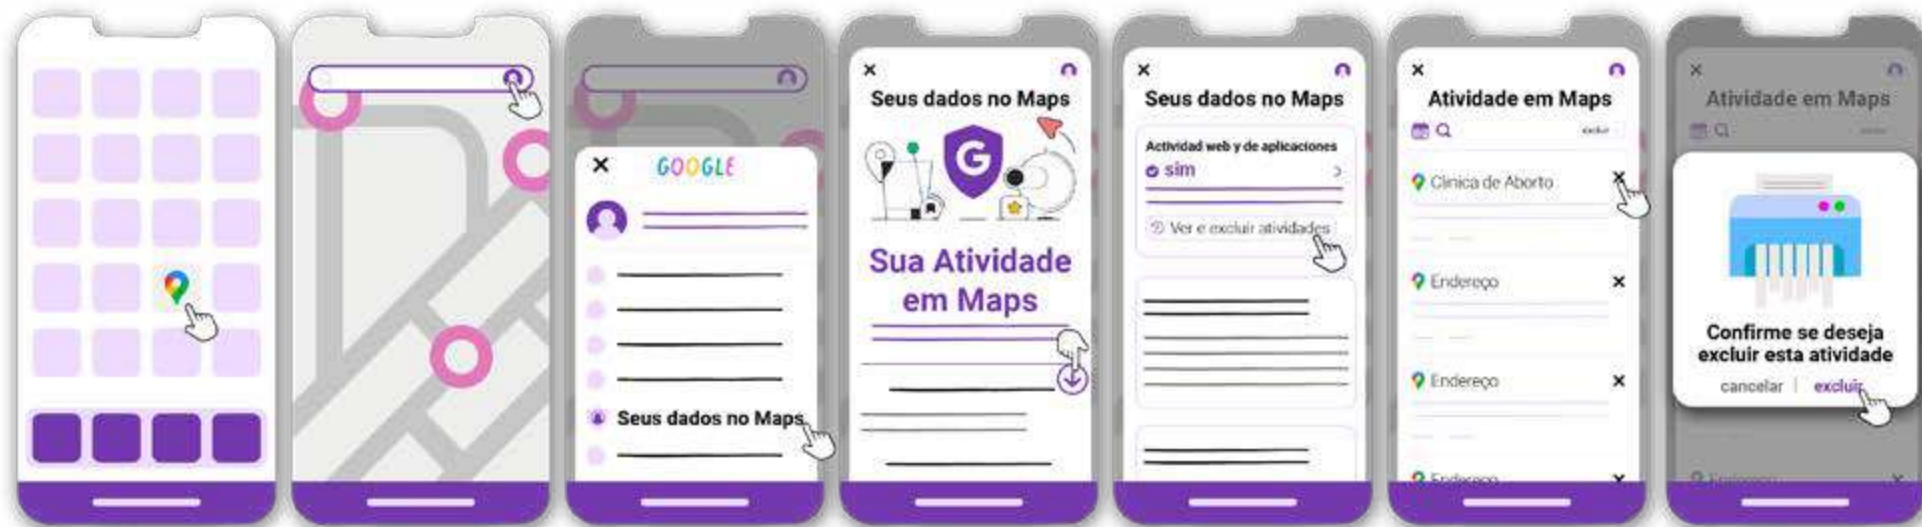 GOOGLE
Seus dados no Maps
Seus dados no Maps
G
Sua Atividade
em Maps
Seus dados no Maps
Actividad web y de aplicaciones
sim
Ver e excluir atividades
Atividade em Maps
excluir
Clinica de Aborto
Endereço
Endereço
Endereço
Atividade em Maps
Confirme se deseja
excluir esta atividade
cancelar | excluir
Endereço